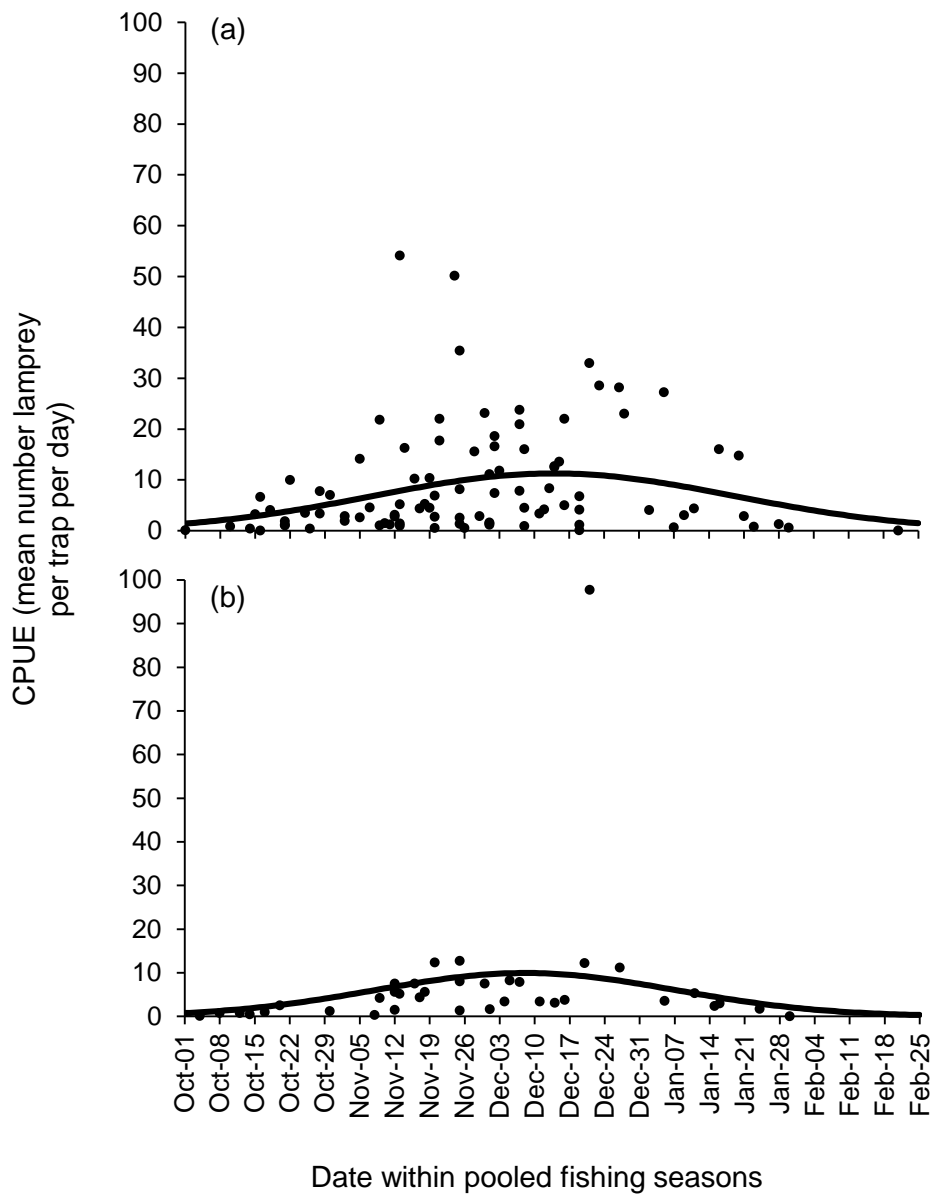 (a)
100
90
80
70
60
50
40
30
20
10
0
(b)
100
90
80
70
60
50
40
30
20
10
0
CPUE (mean number lamprey
per trap per day)
Oct-01
Oct-08
Oct-15
Oct-22
Oct-29
Nov-05
Nov-12
Nov-19
Nov-26
Dec-03
Dec-10
Dec-17
Dec-24
Dec-31
Jan-07
Jan-14
Jan-21
Jan-28
Feb-04
Feb-11
Feb-18
Feb-25
Date within pooled fishing seasons